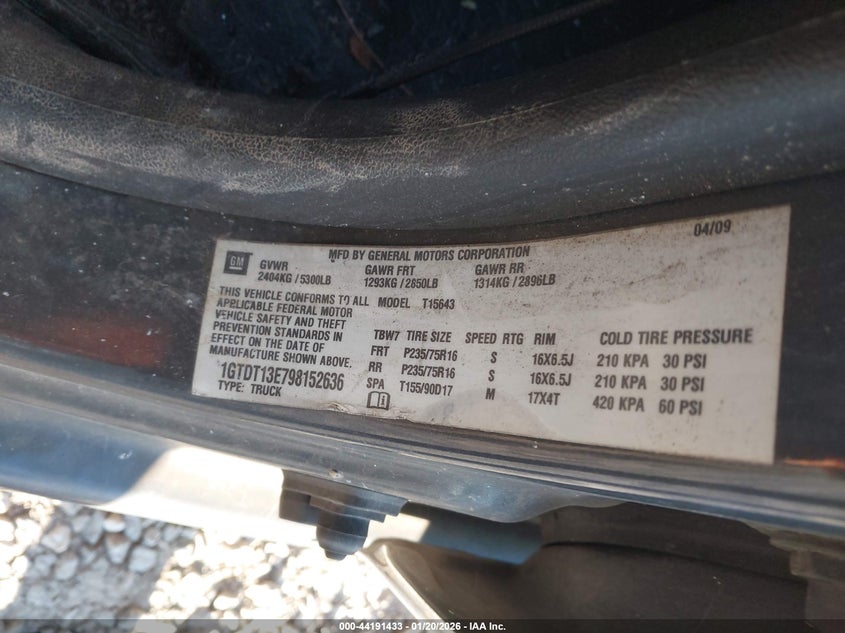 04/09
GM
MFD BY GENERAL MOTORS CORPORATION
GVWR GAWR FRT GAWR RR
2404KG / 5300LB 1293KG / 2850LB 1314KG / 2896LB
THIS VEHICLE CONFORMS TO ALL MODEL T15643
APPLICABLE FEDERAL MOTOR
VEHICLE SAFETY AND THEFT
PREVENTION STANDARDS IN
EFFECT ON THE DATE OF
MANUFACTURE SHOWN ABOVE.
1GTDT13E798152636
TYPE: TRUCK
TBW7 TIRE SIZE SPEED RTG RIM COLD TIRE PRESSURE
FRT P235/75R16 S 16X6.5J 210 KPA 30 PSI
RR P235/75R16 S 16X6.5J 210 KPA 30 PSI
SPA T155/90D17 M 17X4T 420 KPA 60 PSI
000-44191433 - 01/20/2026 - © IAA Inc.